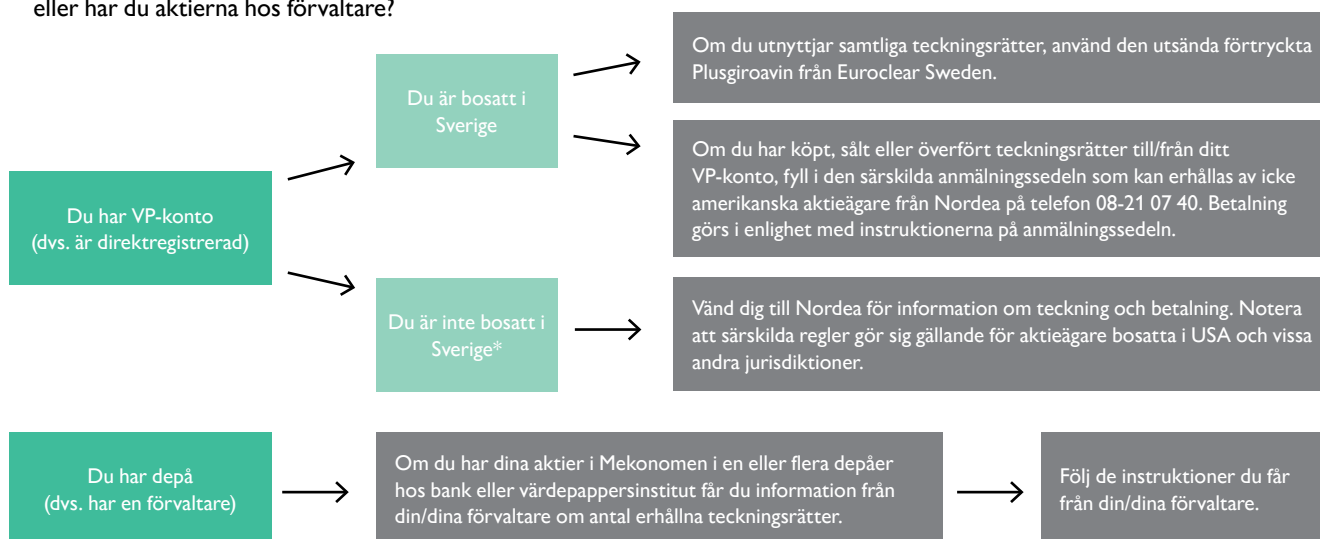 eller har du aktierna hos förvaltare?
Du har VP-konto
(dvs. är direktregistrerad)
Du är bosatt i
Sverige
Om du utnyttjar samtliga teckningsrätter, använd den utsända förtryckta
Plusgiroavin från Euroclear Sweden.
Om du har köpt, sålt eller överfört teckningsrätter till/från ditt
VP-konto, fyll i den särskilda anmälningssedeln som kan erhållas av icke
amerikanska aktieägare från Nordea på telefon 08-21 07 40. Betalning
görs i enlighet med instruktionerna på anmälningssedeln.
Du är inte bosatt i
Sverige*
Vänd dig till Nordea för information om teckning och betalning. Notera
att särskilda regler gör sig gällande för aktieägare bosatta i USA och vissa
andra jurisdiktioner.
Du har depå
(dvs. har en förvaltare)
Om du har dina aktier i Mekonomen i en eller flera depåer
hos bank eller värdepappersinstitut får du information från
din/dina förvaltare om antal erhållna teckningsrätter.
Följ de instruktioner du får
från din/dina förvaltare.